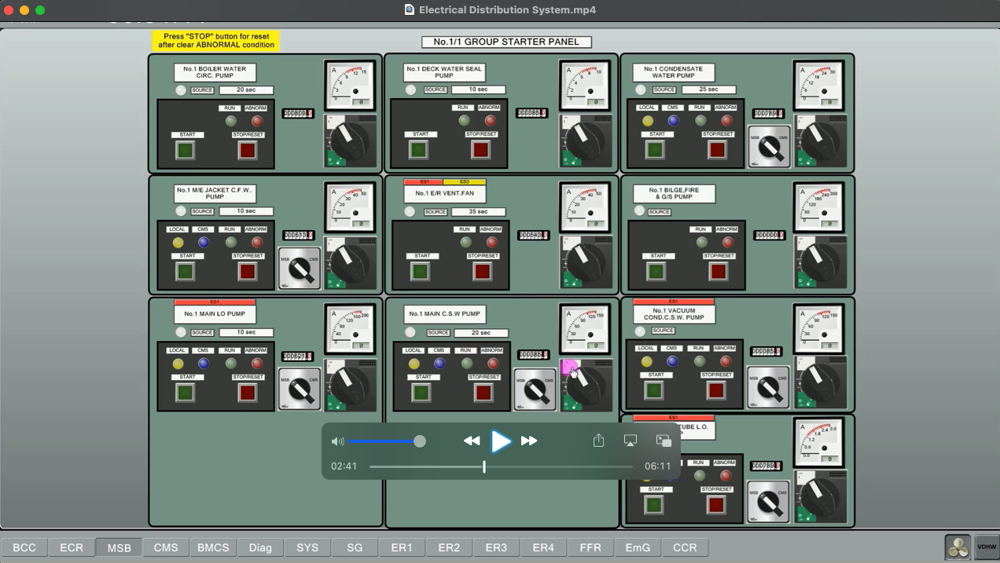 Electrical Distribution System.mp4
Press "STOP" button for reset
after clear ABNORMAL condition
No.1/1 GROUP STARTER PANEL
No.1 BOILER WATER
CIRC. PUMP
SOURCE
20 sec
RUN
ABNORM
START
STOP/RESET
A
0
3
6
9
12
15
0
No.1 DECK WATER SEAL
PUMP
SOURCE
10 sec
RUN
ABNORM
START
STOP/RESET
A
0
2
4
6
8
10
0
No.1 CONDENSATE
WATER PUMP
SOURCE
25 sec
LOCAL
CMS
RUN
ABNORM
START
STOP/RESET
MSB
CMS
A
0
6
12
18
24
30
0
No.1 M/E JACKET C.F.W..
PUMP
SOURCE
10 sec
LOCAL
CMS
RUN
ABNORM
START
STOP/RESET
MSB
CMS
A
0
10
20
30
40
50
0
ES1
ES3
No.1 E/R VENT.FAN
SOURCE
35 sec
RUN
ABNORM
START
STOP/RESET
A
0
10
20
30
40
50
0
No.1 BILGE,FIRE
& G/S PUMP
SOURCE
RUN
ABNORM
START
STOP/RESET
A
0
60
120
180
240
300
0
ES1
No.1 MAIN LO PUMP
SOURCE
10 sec
LOCAL
CMS
RUN
ABNORM
START
STOP/RESET
MSB
CMS
A
0
40
80
120
160
200
0
No.1 MAIN C.S.W PUMP
SOURCE
20 sec
LOCAL
CMS
RUN
ABNORM
START
STOP/RESET
MSB
CMS
A
0
30
60
90
120
150
0
ES1
No.1 VACUUM
COND.C.S.W. PUMP
SOURCE
LOCAL
CMS
RUN
ABNORM
START
STOP/RESET
MSB
CMS
A
0
30
60
90
120
150
0
ES1
TUBE L.O.
RUN
ABNORM
START
STOP/RESET
MSB
CMS
A
0.0
0.6
1.2
1.8
2.4
3.0
0
02:41
06:11
BCC
ECR
MSB
CMS
BMCS
Diag
SYS
SG
ER1
ER2
ER3
ER4
FFR
EmG
CCR
VDHW